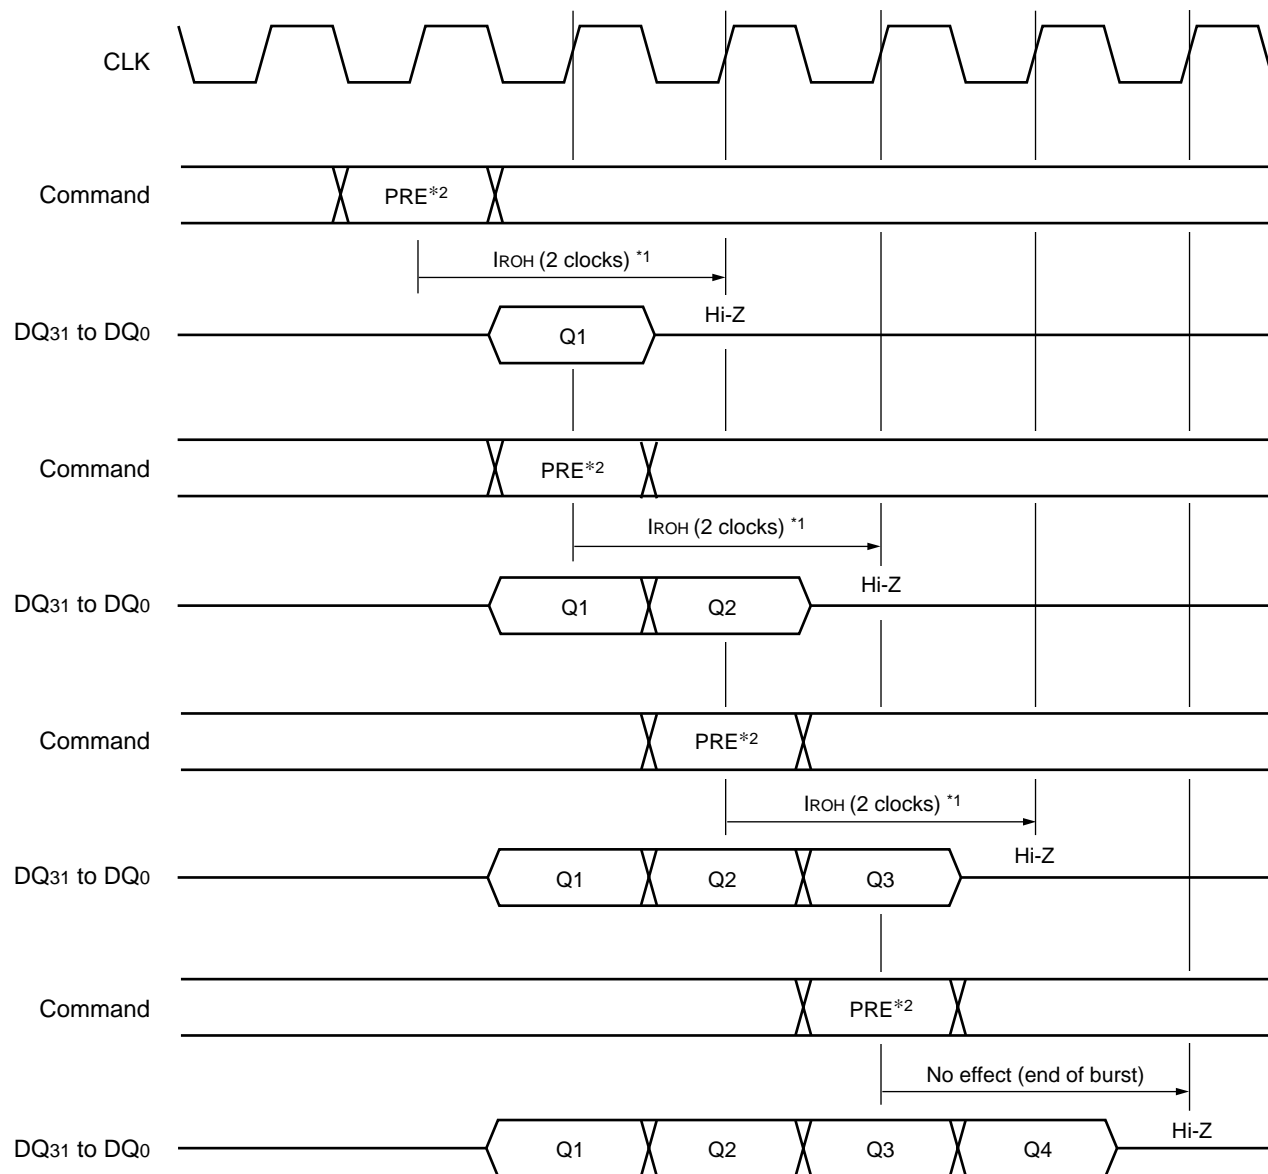 CLK
Command
PRE*2
IROH (2 clocks) *1
Hi-Z
DQ31 to DQ0
Q1
Command
PRE*2
IROH (2 clocks) *1
Hi-Z
DQ31 to DQ0
Q1 Q2
Command
PRE*2
IROH (2 clocks) *1
Hi-Z
DQ31 to DQ0
Q1 Q2 Q3
Command
PRE*2
No effect (end of burst)
Hi-Z
DQ31 to DQ0
Q1 Q2 Q3 Q4